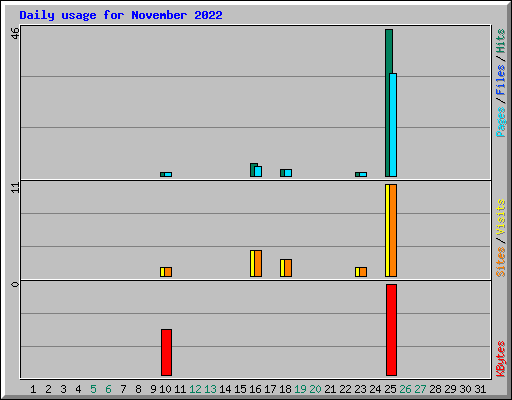 Daily usage for November 2022
46
11
0
Pages / Files / Hits
Sites / Visits
KBytes
1 2 3 4 5 6 7 8 9 10 11 12 13 14 15 16 17 18 19 20 21 22 23 24 25 26 27 28 29 30 31